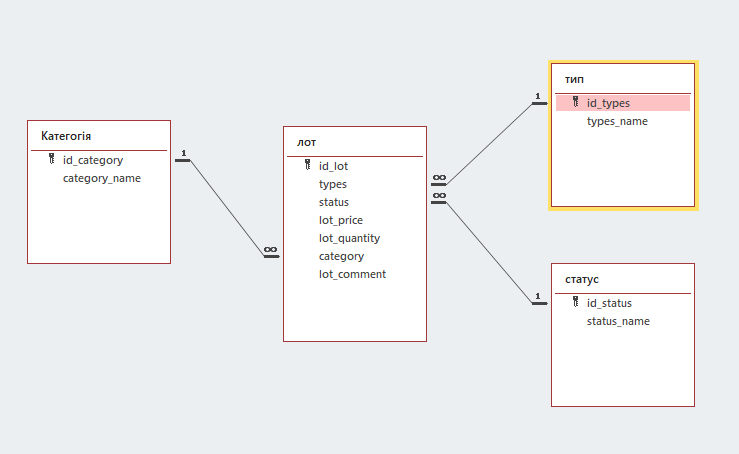 Категогія
id_category
category_name
1
∞
лот
id_lot
types
status
lot_price
lot_quantity
category
lot_comment
∞
∞
1
1
тип
id_types
types_name
статус
id_status
status_name